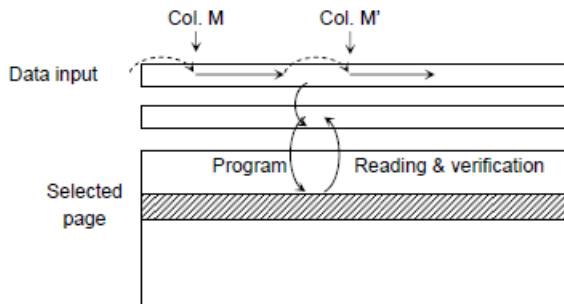 Col. M
Col. M'
Data input
Program
Reading & verification
Selected
page